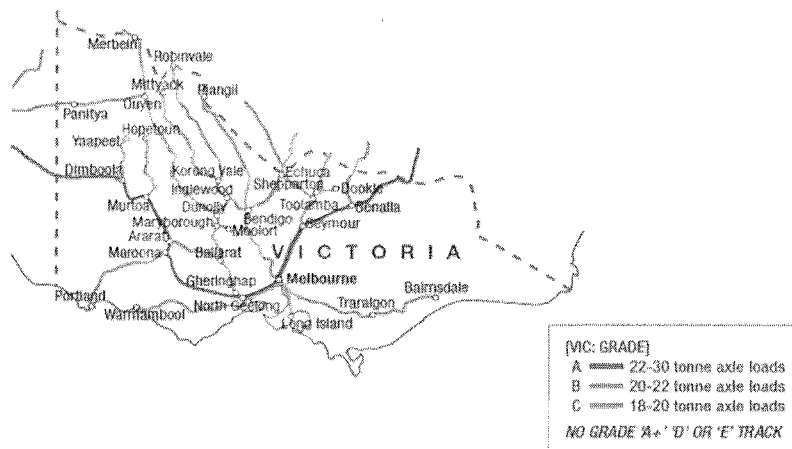 Merbein
Robinvale
Mittyack
Piangil
Ouyen
Panitya
Hopetoun
Yaapeet
Dimboola
Korong Vale
Echuca
Shepparton
Inglewood
Dookie
Murtoa
Dunolly
Toolamba
Benalla
Maryborough
Bendigo
Seymour
Moolort
Ararat
Maroona
Ballarat
VICTORIA
Gheringhap
Melbourne
Portland
North Geelong
Traralgon
Bairnsdale
Warrnambool
Long Island
[VIC: GRADE]
A 22-30 tonne axle loads
B 20-22 tonne axle loads
C 18-20 tonne axle loads
NO GRADE 'A+' 'D' OR 'E' TRACK